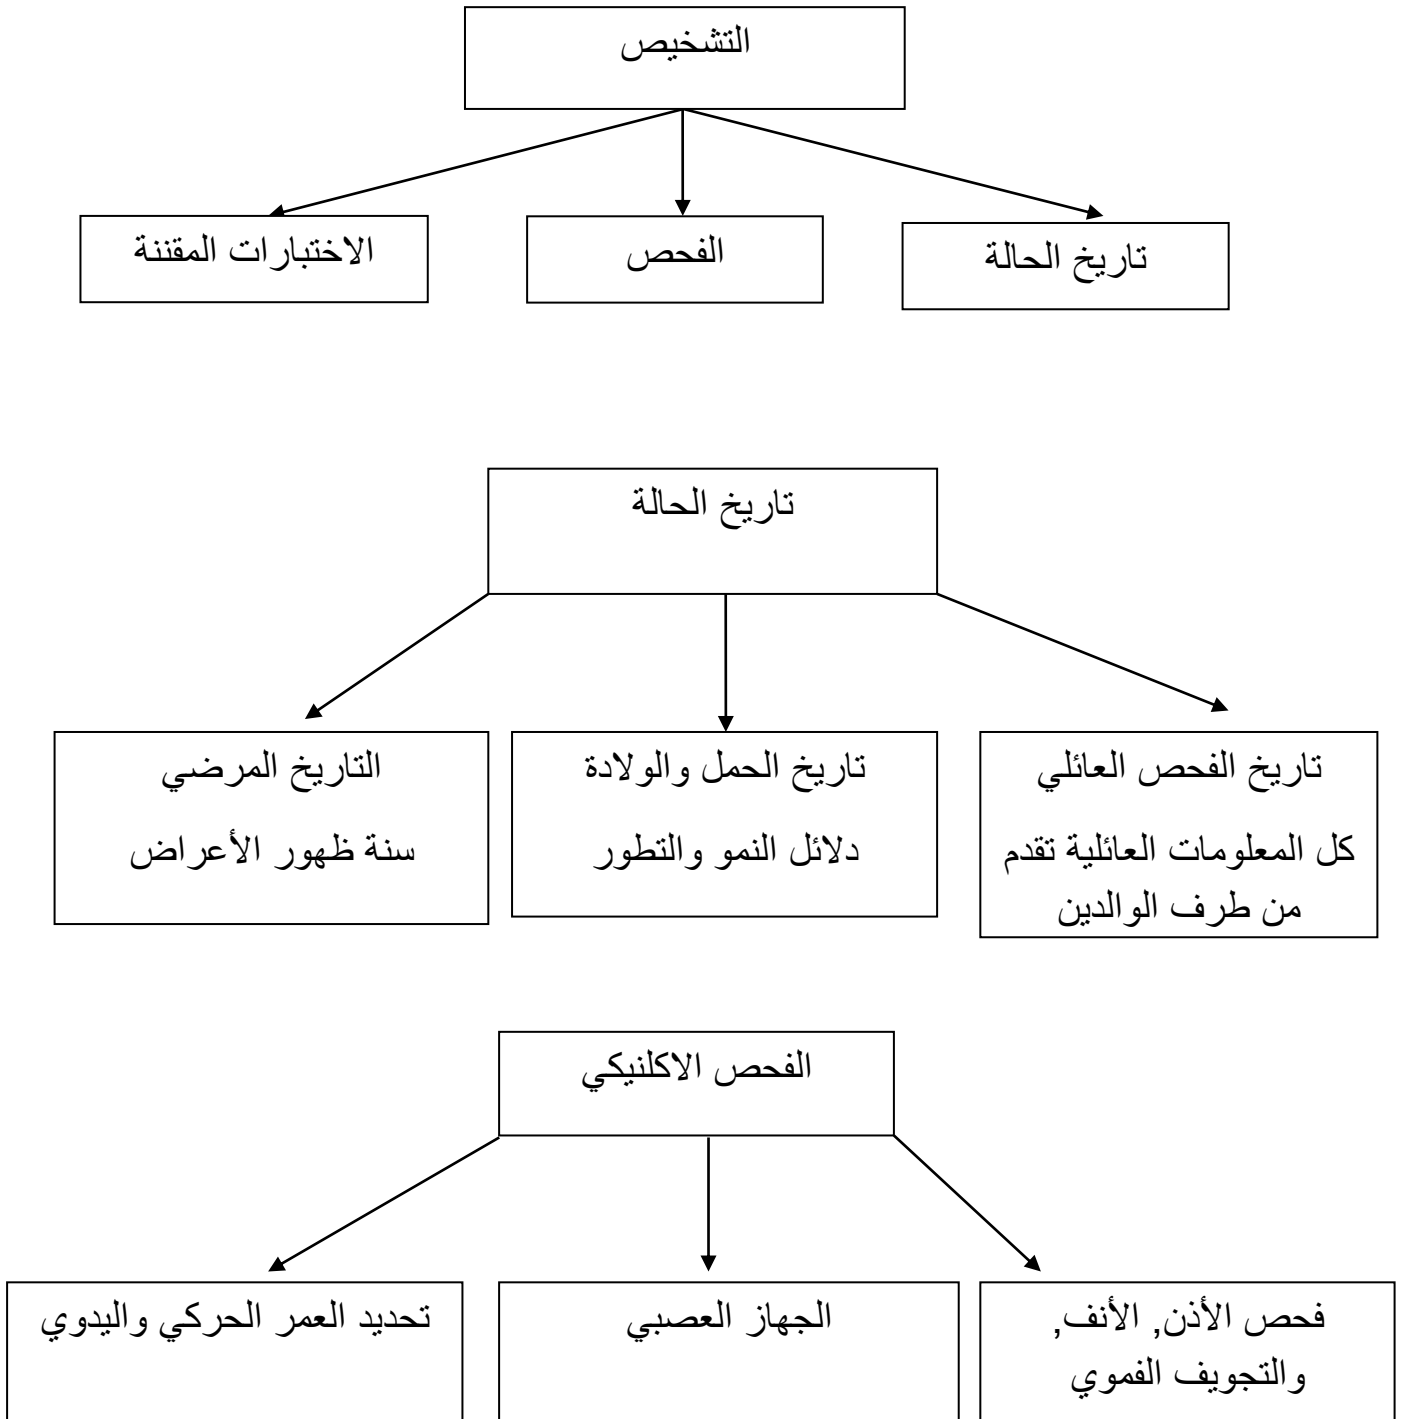 التشخيص
تاريخ الحالة
الفحص
الاختبارات المقننة
تاريخ الحالة
تاريخ الفحص العائلي
كل المعلومات العائلية تقدم
من طرف الوالدين
تاريخ الحمل والولادة
دلائل النمو والتطور
التاريخ المرضي
سنة ظهور الأعراض
الفحص الاكلنيكي
فحص الأذن, الأنف,
والتجويف الفموي
الجهاز العصبي
تحديد العمر الحركي واليدوي